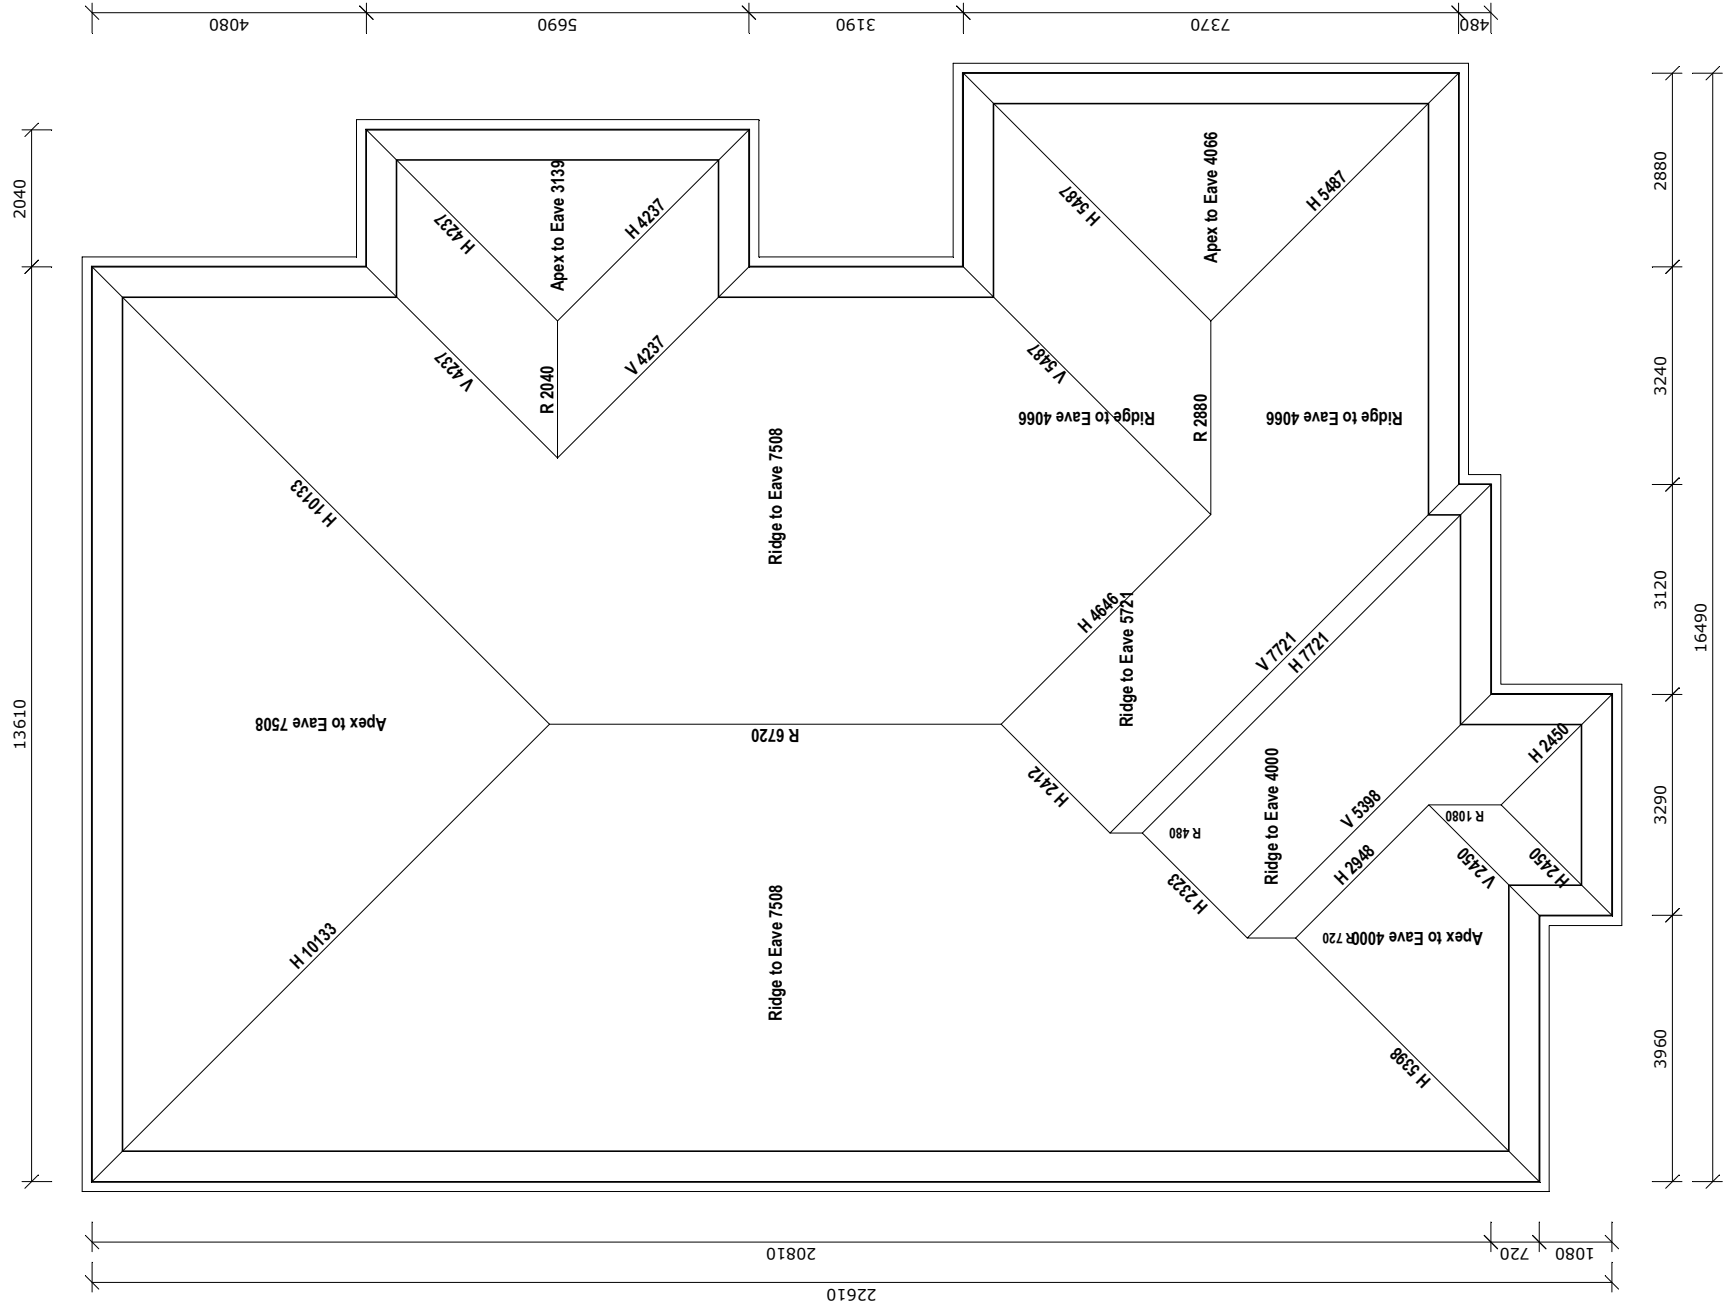 4080
5690
3190
7370
480
2040
13610
2880
3240
3120
3290
3960
16490
H 4237
Apex to Eave 3139
H 4237
V 4237
R 2040
V 4237
H 5487
Apex to Eave 4066
H 5487
V 5487
Ridge to Eave 4066
R 2880
Ridge to Eave 4066
H 10133
Ridge to Eave 7508
H 4646
Ridge to Eave 5721
V 7721
H 7721
Apex to Eave 7508
R 6720
H 2412
R 480
Ridge to Eave 4000
H 2323
V 5398
H 2948
R 1080
H 2450
V 2450
H 2450
R 720
Apex to Eave 4000
H 10133
Ridge to Eave 7508
H 5398
20810
720
1080
22610